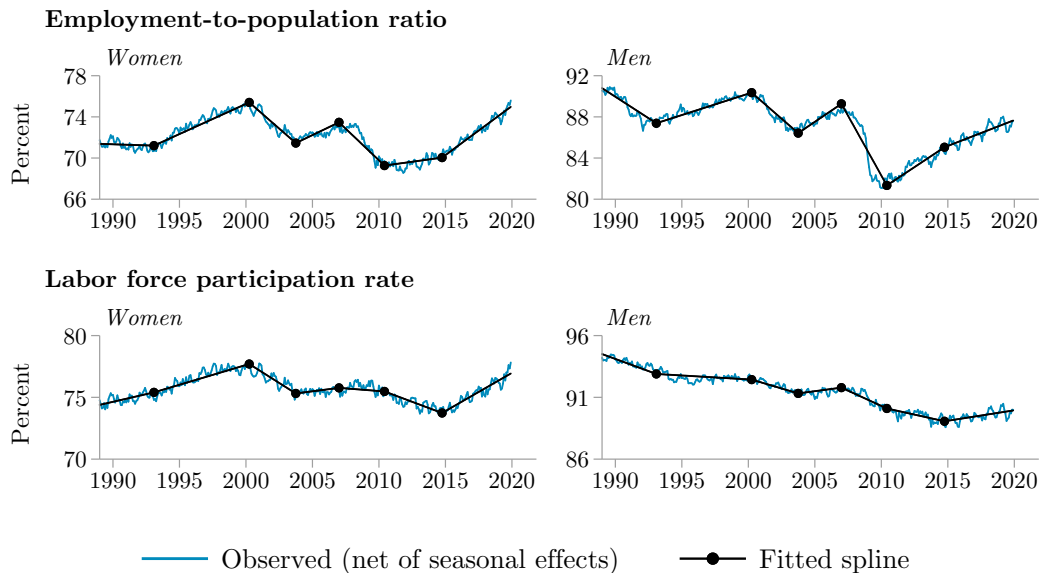 Employment-to-population ratio
Women
Men
Percent
78
74
70
66
1990 1995 2000 2005 2010 2015 2020
92
88
84
80
1990 1995 2000 2005 2010 2015 2020
Labor force participation rate
Women
Men
Percent
80
75
70
1990 1995 2000 2005 2010 2015 2020
96
91
86
1990 1995 2000 2005 2010 2015 2020
Observed (net of seasonal effects)
Fitted spline